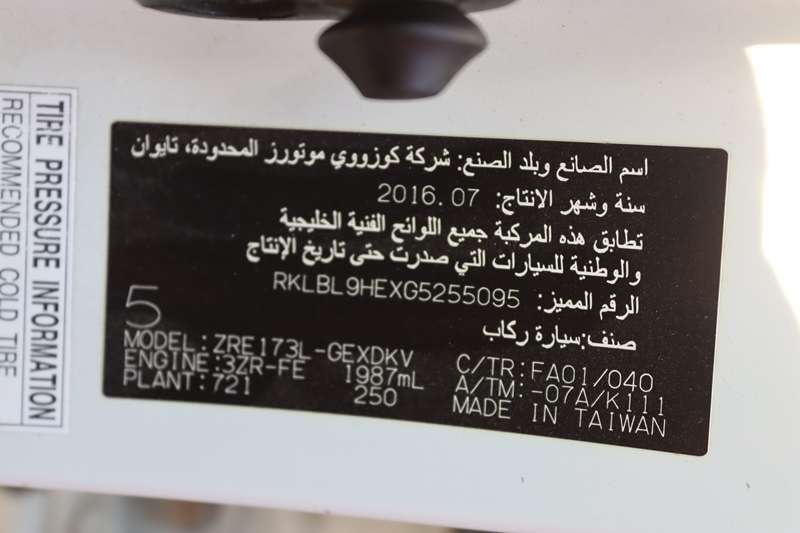 TIRE PRESSURE INFORMATION
RECOMMENDED COLD TIRE
اسم الصانع وبلد الصنع: شركة كوزووي موتورز المحدودة، تايوان
سنة وشهر الانتاج: 2016.07
تطابق هذه المركبة جميع اللوائح الفنية الخليجية
والوطنية للسيارات التي صدرت حتى تاريخ الإنتاج
الرقم المميز: RKLBL9HEXG5255095
صنف:سيارة ركاب
5
MODEL: ZRE173L-GEXDKV
ENGINE: 3ZR-FE 1987mL
PLANT: 721 250
C/TR: FA01/040
A/TM: -07A/K111
MADE IN TAIWAN